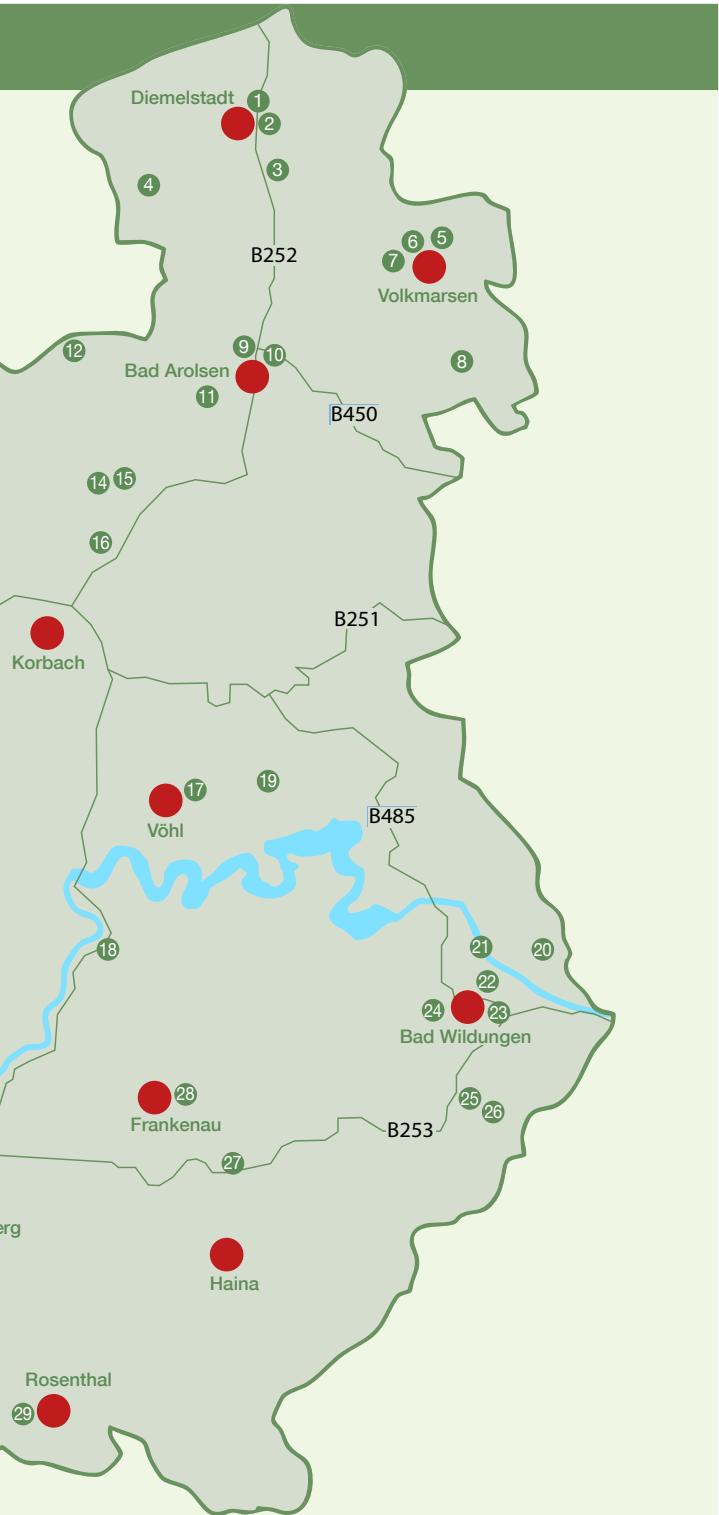 Diemelstadt
1
2
3
4
B252
5
6
7
Volkmarsen
12
9
10
8
Bad Arolsen
11
B450
14
15
16
B251
Korbach
17
19
Vöhl
B485
18
21
20
22
24
23
Bad Wildungen
28
25
26
Frankenau
B253
27
erg
Haina
Rosenthal
29